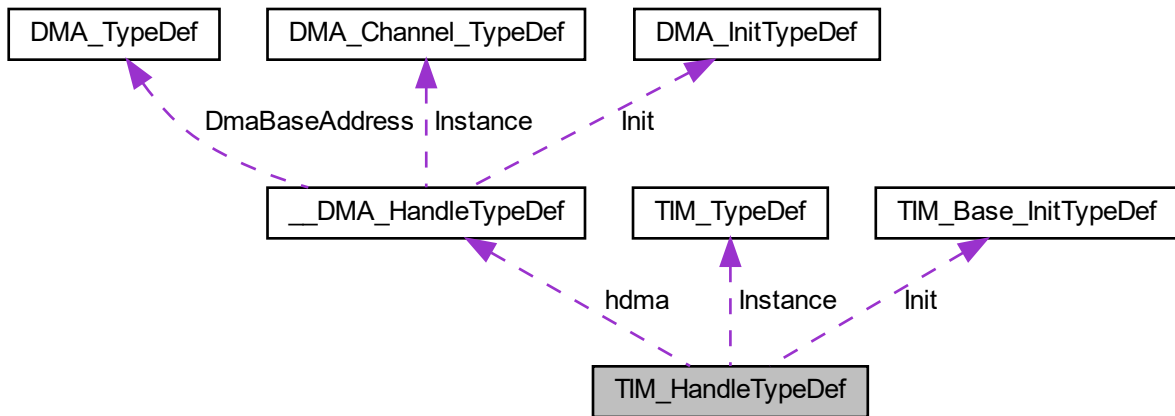 DMA_TypeDef
DMA_Channel_TypeDef
DMA_InitTypeDef
DmaBaseAddress
Instance
Init
__DMA_HandleTypeDef
TIM_TypeDef
TIM_Base_InitTypeDef
hdma
Instance
Init
TIM_HandleTypeDef